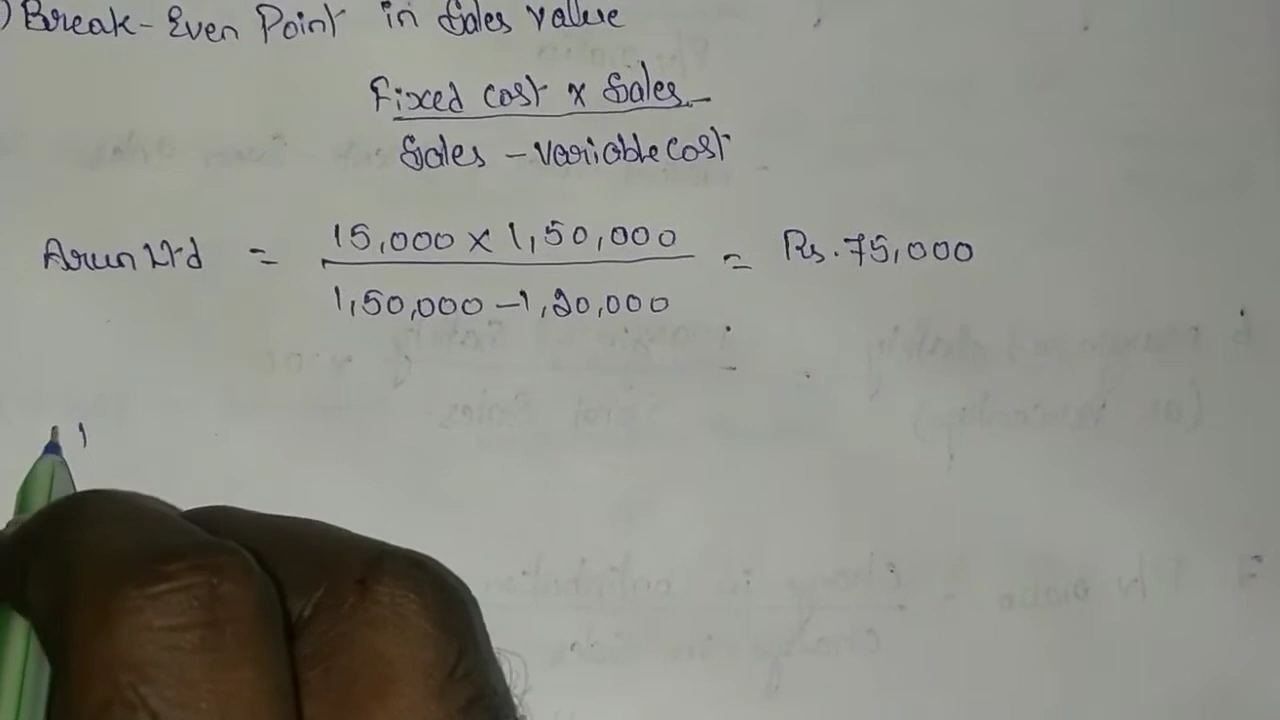 ) Break-Even Point in Sales value
Fixed cost x Sales
Sales - variable cost
Arun Ltd = 15,000 x 1,50,000 = Rs. 75,000
1,50,000 - 1,20,000